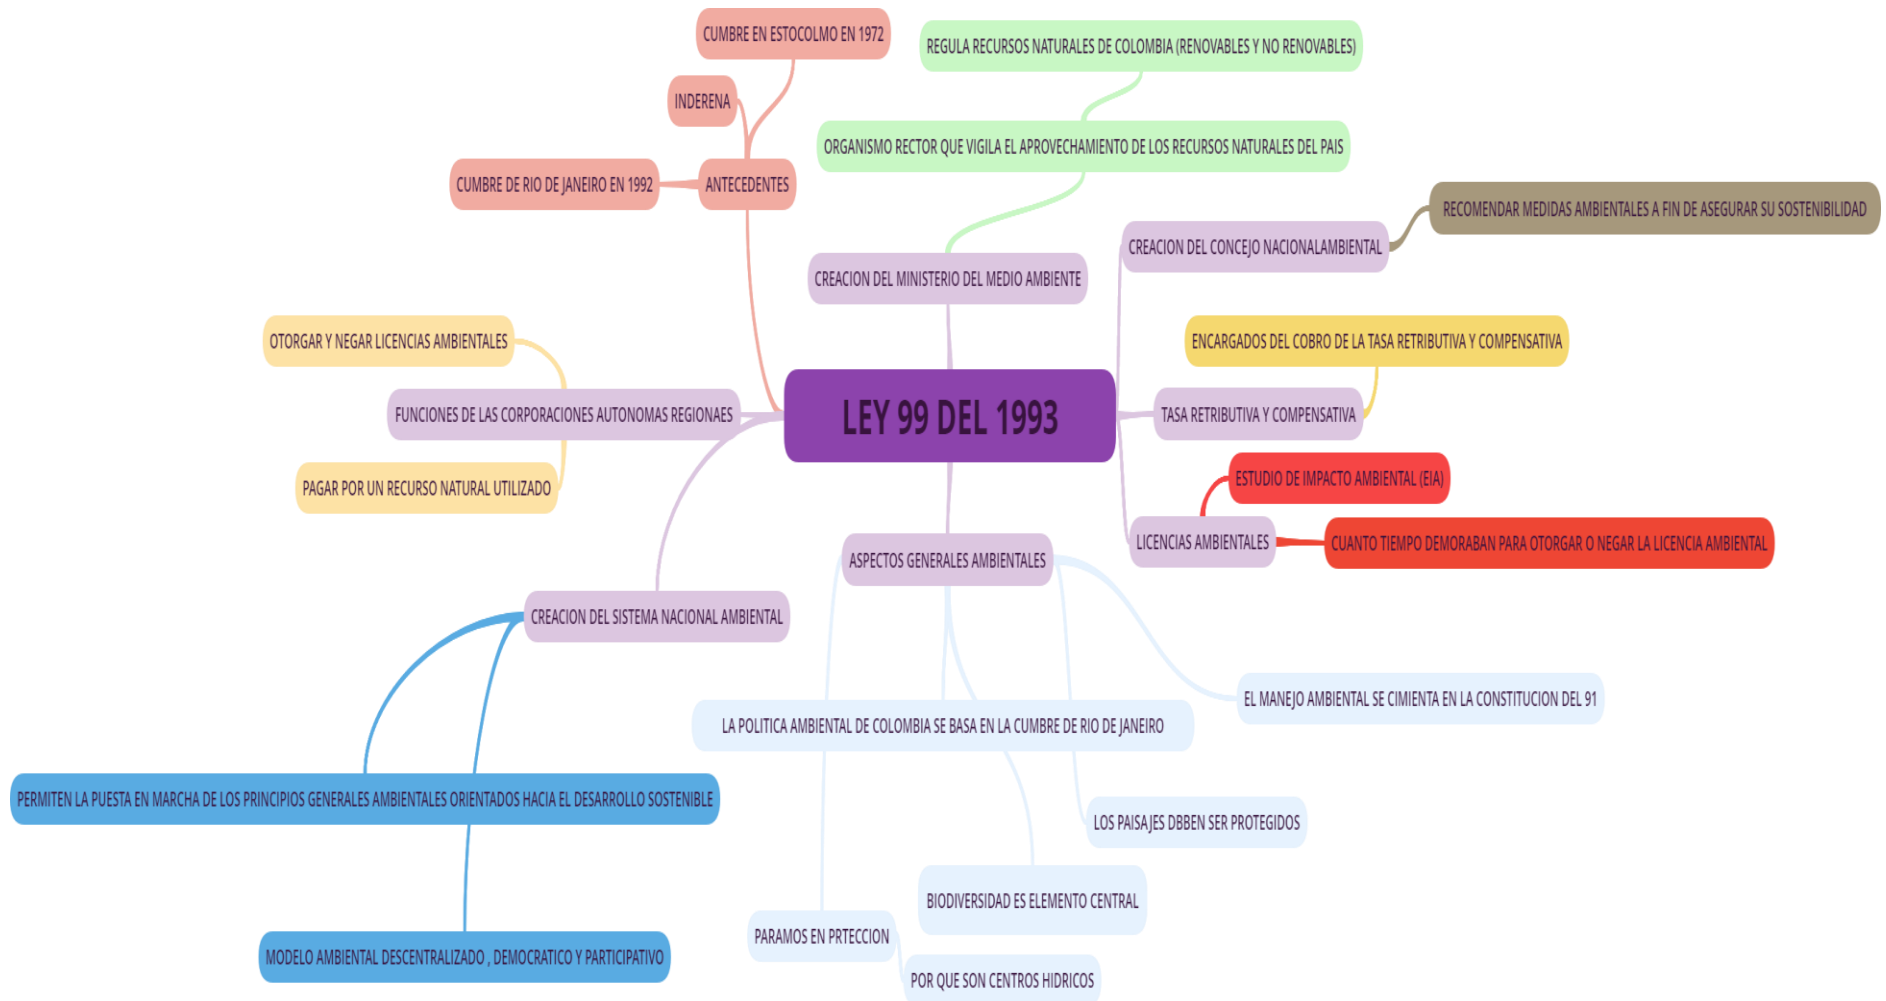 CUMBRE EN ESTOCOLMO EN 1972
REGULA RECURSOS NATURALES DE COLOMBIA (RENOVABLES Y NO RENOVABLES)
INDERENA
ORGANISMO RECTOR QUE VIGILA EL APROVECHAMIENTO DE LOS RECURSOS NATURALES DEL PAIS
CUMBRE DE RIO DE JANEIRO EN 1992
ANTECEDENTES
RECOMENDAR MEDIDAS AMBIENTALES A FIN DE ASEGURAR SU SOSTENIBILIDAD
CREACION DEL CONCEJO NACIONALAMBIENTAL
CREACION DEL MINISTERIO DEL MEDIO AMBIENTE
OTORGAR Y NEGAR LICENCIAS AMBIENTALES
ENCARGADOS DEL COBRO DE LA TASA RETRIBUTIVA Y COMPENSATIVA
FUNCIONES DE LAS CORPORACIONES AUTONOMAS REGIONAES
LEY 99 DEL 1993
TASA RETRIBUTIVA Y COMPENSATIVA
PAGAR POR UN RECURSO NATURAL UTILIZADO
ESTUDIO DE IMPACTO AMBIENTAL (EIA)
LICENCIAS AMBIENTALES
CUANTO TIEMPO DEMORABAN PARA OTORGAR O NEGAR LA LICENCIA AMBIENTAL
ASPECTOS GENERALES AMBIENTALES
CREACION DEL SISTEMA NACIONAL AMBIENTAL
EL MANEJO AMBIENTAL SE CIMIENTA EN LA CONSTITUCION DEL 91
LA POLITICA AMBIENTAL DE COLOMBIA SE BASA EN LA CUMBRE DE RIO DE JANEIRO
PERMITEN LA PUESTA EN MARCHA DE LOS PRINCIPIOS GENERALES AMBIENTALES ORIENTADOS HACIA EL DESARROLLO SOSTENIBLE
LOS PAISAJES DBBEN SER PROTEGIDOS
BIODIVERSIDAD ES ELEMENTO CENTRAL
PARAMOS EN PRTECCION
MODELO AMBIENTAL DESCENTRALIZADO , DEMOCRATICO Y PARTICIPATIVO
POR QUE SON CENTROS HIDRICOS